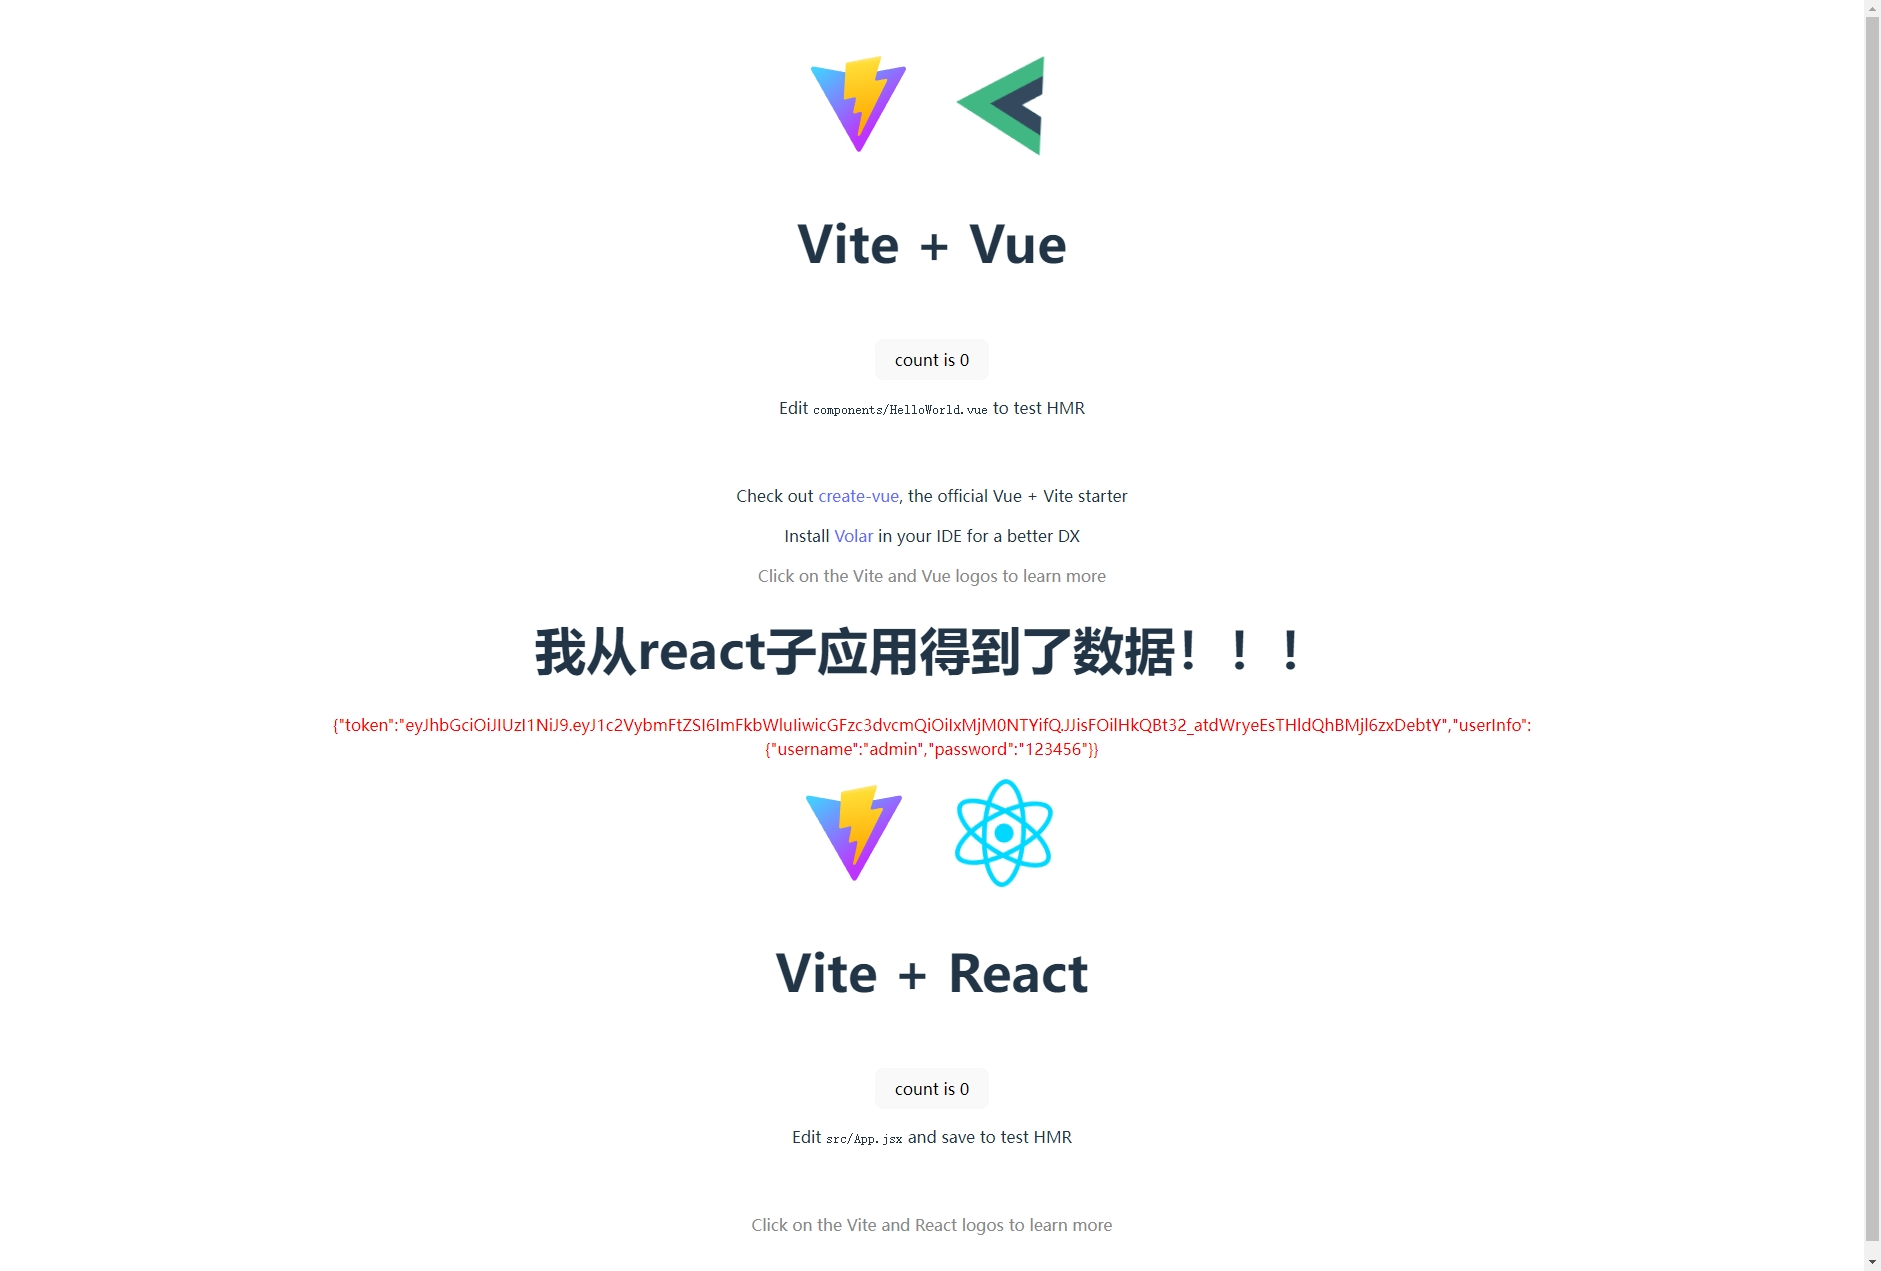 Vite + Vue
count is 0
Edit components/HelloWorld.vue to test HMR
Check out create-vue, the official Vue + Vite starter
Install Volar in your IDE for a better DX
Click on the Vite and Vue logos to learn more
我从react子应用得到了数据！！！
{"token":"eyJhbGciOiJIUzI1NiJ9.eyJ1c2VybmFtZSI6ImFkbWluIiwicGFzc3dvcmQiOiIxMjM0NTYifQ.JJisFOilHkQBt32_atdWryeEsTHldQhBMjl6zxDebtY","userInfo":
{"username":"admin","password":"123456"}}
Vite + React
count is 0
Edit src/App.jsx and save to test HMR
Click on the Vite and React logos to learn more